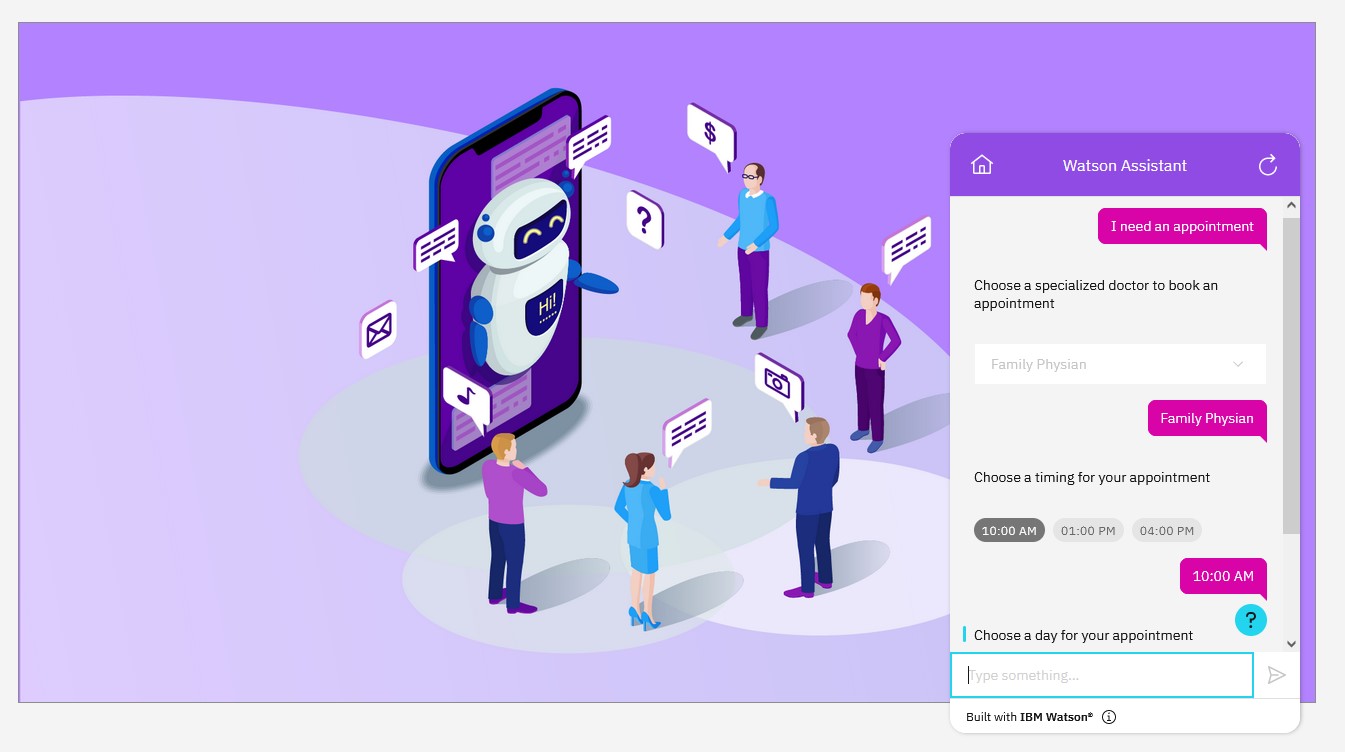 $
?
Hi!
Watson Assistant
I need an appointment
Choose a specialized doctor to book an
appointment
Family Physian
Family Physian
Choose a timing for your appointment
10:00 AM 01:00 PM 04:00 PM
10:00 AM
?
Choose a day for your appointment
Type something...
Built with IBM Watson®